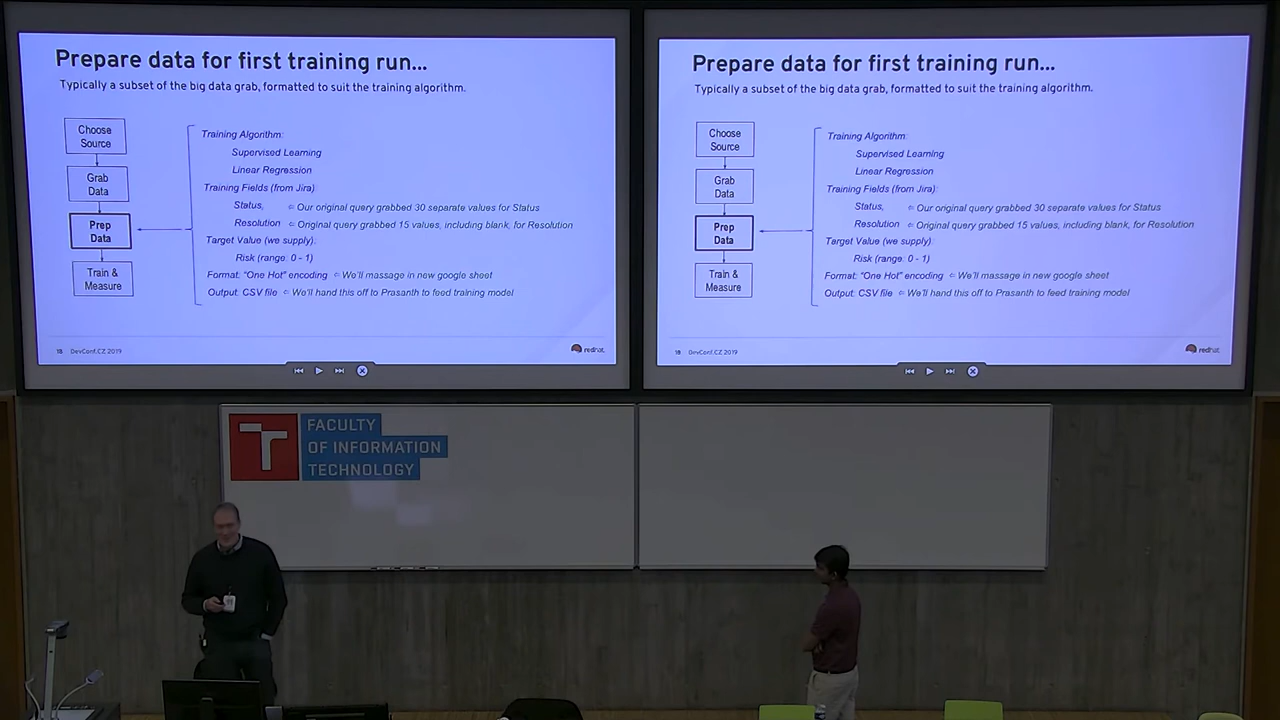 Prepare data for first training run...
Typically a subset of the big data grab, formatted to suit the training algorithm.
Choose
Source
Grab
Data
Prep
Data
Train &
Measure
Training Algorithm:
Supervised Learning
Linear Regression
Training Fields (from Jira):
Status, ⇐ Our original query grabbed 30 separate values for Status
Resolution ⇐ Original query grabbed 15 values, including blank, for Resolution
Target Value (we supply):
Risk (range: 0 - 1)
Format: "One Hot" encoding ⇐ We'll massage in new google sheet
Output: CSV file ⇐ We'll hand this off to Prasanth to feed training model
18 DevConf.CZ 2019
redhat.
Prepare data for first training run...
Typically a subset of the big data grab, formatted to suit the training algorithm.
Choose
Source
Grab
Data
Prep
Data
Train &
Measure
Training Algorithm:
Supervised Learning
Linear Regression
Training Fields (from Jira):
Status, ⇐ Our original query grabbed 30 separate values for Status
Resolution ⇐ Original query grabbed 15 values, including blank, for Resolution
Target Value (we supply):
Risk (range: 0 - 1)
Format: "One Hot" encoding ⇐ We'll massage in new google sheet
Output: CSV file ⇐ We'll hand this off to Prasanth to feed training model
18 DevConf.CZ 2019
redhat.
FACULTY
OF INFORMATION
TECHNOLOGY